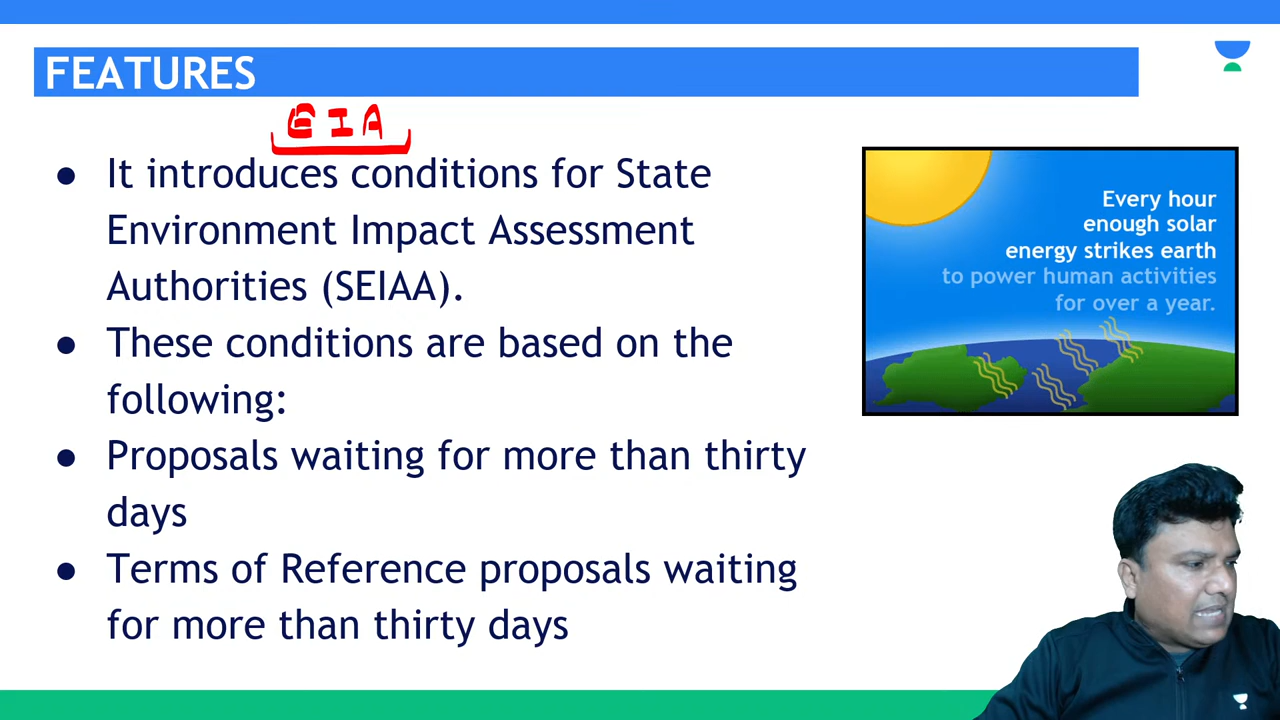 FEATURES
EIA
● It introduces conditions for State
Environment Impact Assessment
Authorities (SEIAA).
● These conditions are based on the
following:
● Proposals waiting for more than thirty
days
● Terms of Reference proposals waiting
for more than thirty days
Every hour
enough solar
energy strikes earth
to power human activities
for over a year.